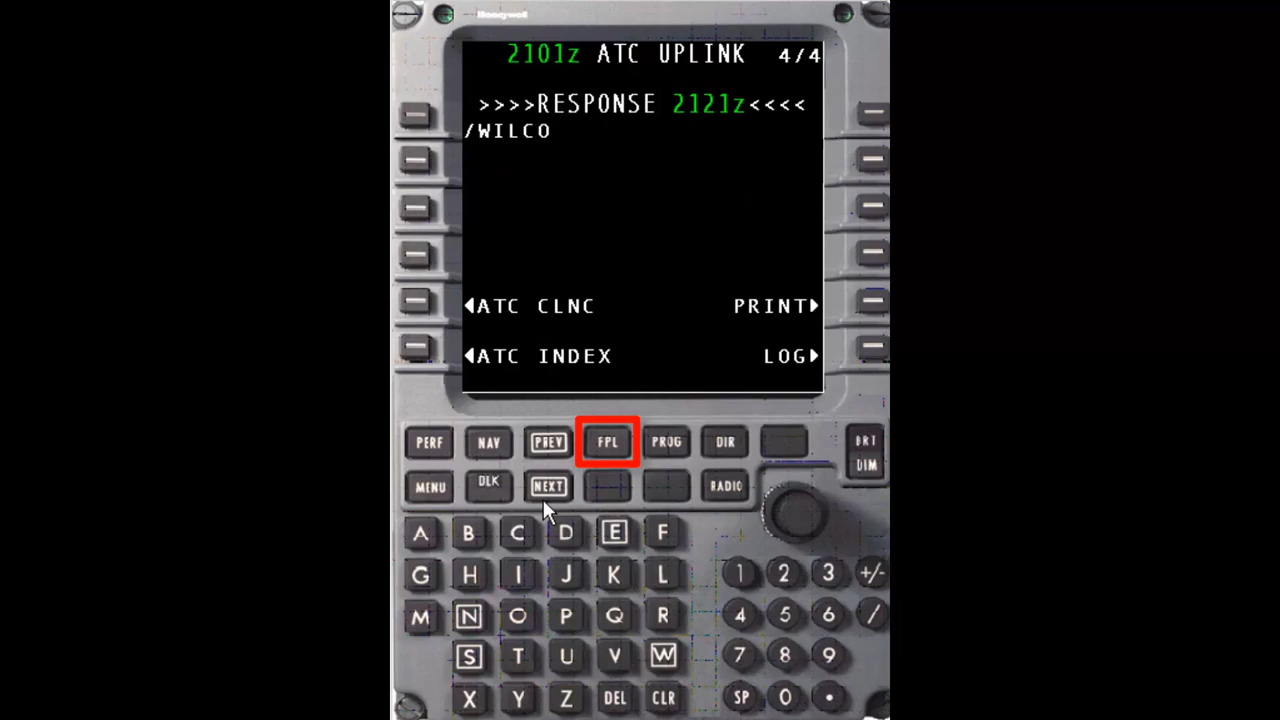 Honeywell
2101z ATC UPLINK 4/4
>>>>RESPONSE 2121z<<<<
/WILCO
ATC CLNC PRINT
ATC INDEX LOG
PERF NAV PREV FPL PROG DIR BRT
DIM
MENU DLK NEXT RADIO
A B C D E F
G H I J K L 1 2 3 +/-
M N O P Q R 4 5 6 /
S T U V W 7 8 9
X Y Z DEL CLR SP 0 •